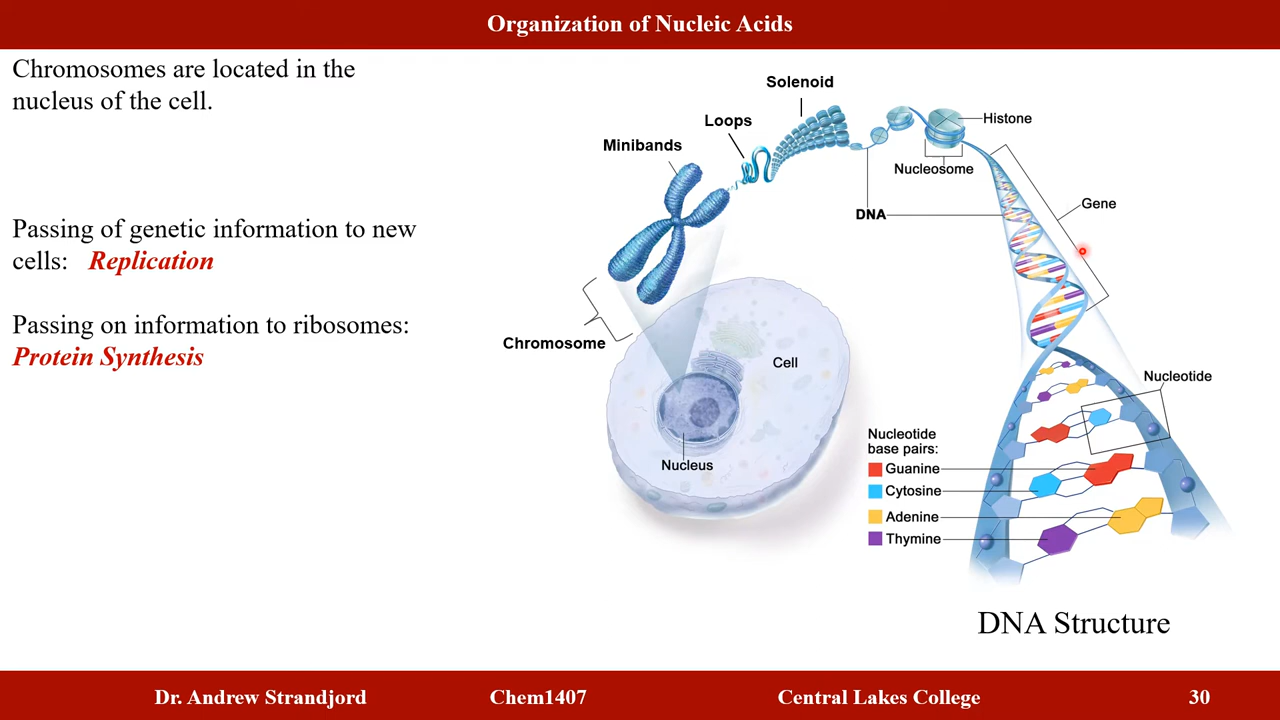 Organization of Nucleic Acids
Chromosomes are located in the
nucleus of the cell.
Passing of genetic information to new
cells: Replication
Passing on information to ribosomes:
Protein Synthesis
Solenoid
Loops
Minibands
Histone
Nucleosome
DNA
Gene
Chromosome
Cell
Nucleus
Nucleotide
Nucleotide
base pairs:
Guanine
Cytosine
Adenine
Thymine
DNA Structure
Dr. Andrew Strandjord Chem1407 Central Lakes College 30